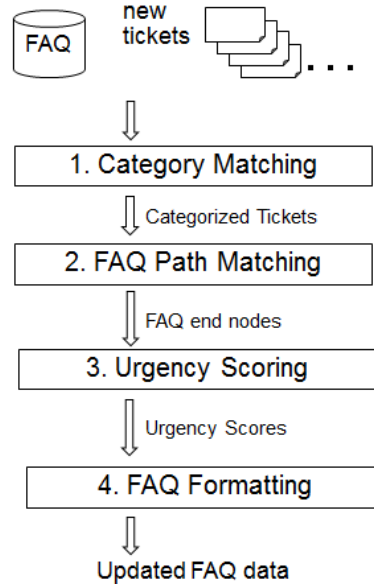 new
tickets
FAQ
. . .
1. Category Matching
Categorized Tickets
2. FAQ Path Matching
FAQ end nodes
3. Urgency Scoring
Urgency Scores
4. FAQ Formatting
Updated FAQ data